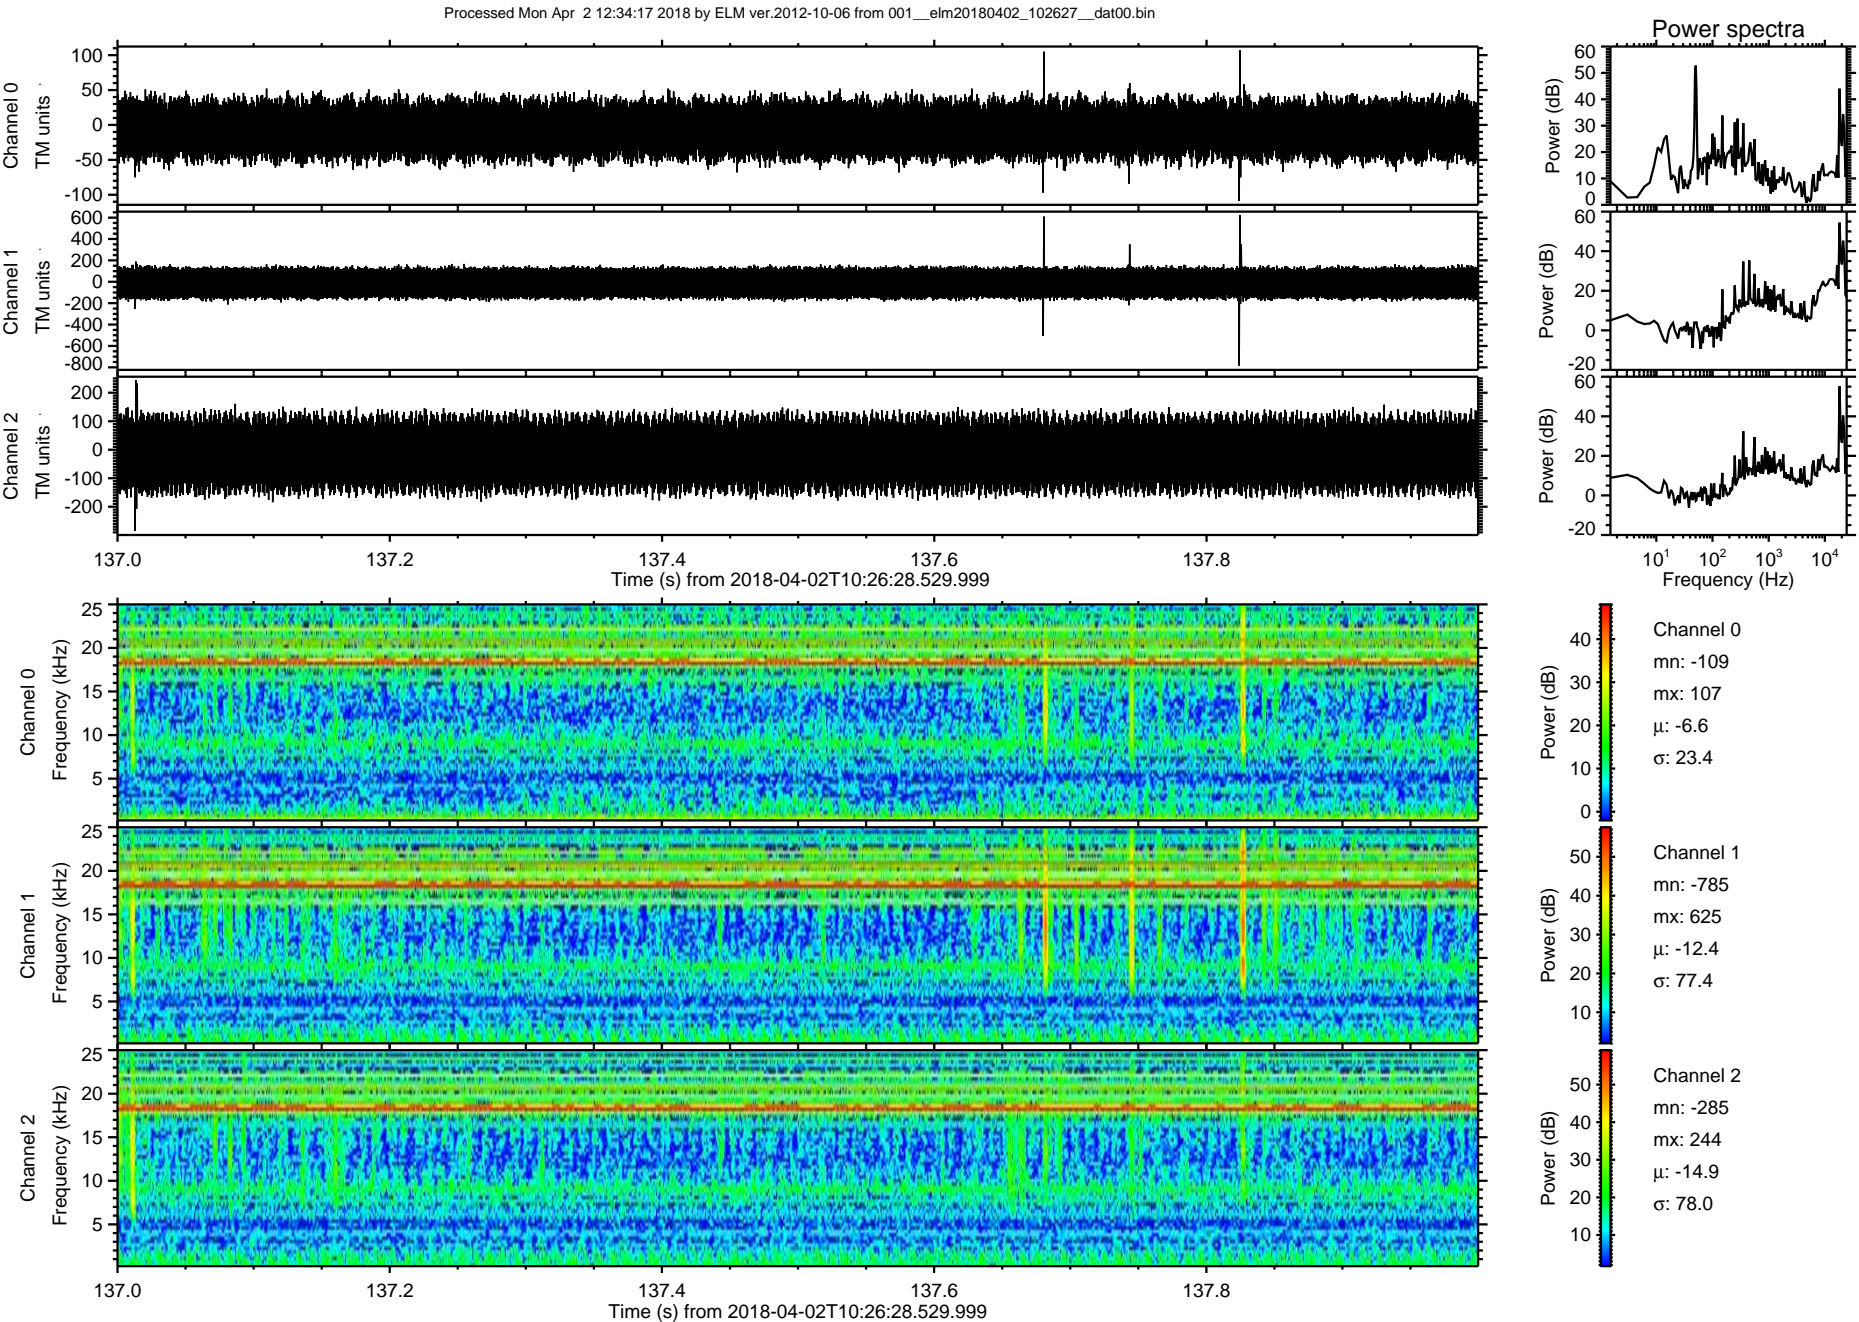 Processed Mon Apr 2 12:34:17 2018 by ELM ver.2012-10-06 from 001__elm20180402_102627__dat00.bin
Power spectra
Channel 0
TM units
100
50
0
-50
-100
Power (dB)
60
50
40
30
20
10
0
Channel 1
TM units
600
400
200
0
-200
-400
-600
-800
Power (dB)
60
40
20
0
-20
Channel 2
TM units
200
100
0
-100
-200
Power (dB)
60
40
20
0
-20
137.0 137.2 137.4 137.6 137.8
Time (s) from 2018-04-02T10:26:28.529.999
10^1 10^2 10^3 10^4
Frequency (Hz)
Channel 0
Frequency (kHz)
25
20
15
10
5
Power (dB)
40
30
20
10
0
Channel 0
mn: -109
mx: 107
μ: -6.6
σ: 23.4
Channel 1
Frequency (kHz)
25
20
15
10
5
Power (dB)
50
40
30
20
10
Channel 1
mn: -785
mx: 625
μ: -12.4
σ: 77.4
Channel 2
Frequency (kHz)
25
20
15
10
5
Power (dB)
50
40
30
20
10
Channel 2
mn: -285
mx: 244
μ: -14.9
σ: 78.0
137.0 137.2 137.4 137.6 137.8
Time (s) from 2018-04-02T10:26:28.529.999